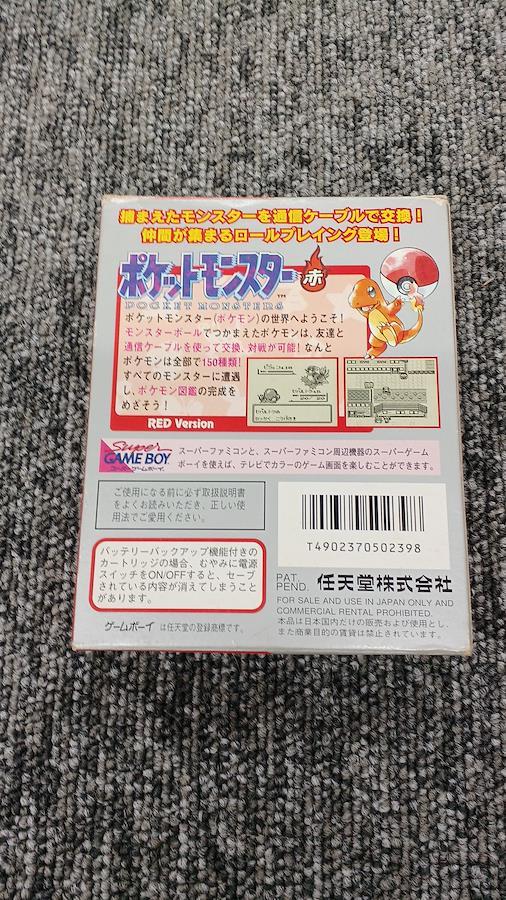 捕まえたモンスターを通信ケーブルで交換！
仲間が集まるロールプレイング登場！
ポケットモンスター 赤
POCKET MONSTERS
TM
ポケットモンスター(ポケモン)の世界へようこそ!
モンスターボールでつかまえたポケモンは、友達と
通信ケーブルを使って交換、対戦が可能! なんと
ポケモンは全部で150種類!
すべてのモンスターに遭遇
し、ポケモン図鑑の完成を
めざそう!
RED Version
Super
GAME BOY
スーパーゲームボーイ
スーパーファミコンと、スーパーファミコン周辺機器のスーパーゲーム
ボーイを使えば、テレビでカラーのゲーム画面を楽しむことができます。
ご使用になる前に必ず取扱説明書
をよくお読みいただき、正しい使
用法でご愛用ください。
T4902370502398
バッテリーバックアップ機能付きの
カートリッジの場合、むやみに電源
スイッチをON/OFFすると、セーブ
されている内容が消えてしまうこと
があります。
PAT.
PEND.
任天堂株式会社
FOR SALE AND USE IN JAPAN ONLY AND
COMMERCIAL RENTAL PROHIBITED.
本品は日本国内だけの販売および使用とし、
また商業目的の賃貸は禁止されています。
ゲームボーイ は任天堂の登録商標です。